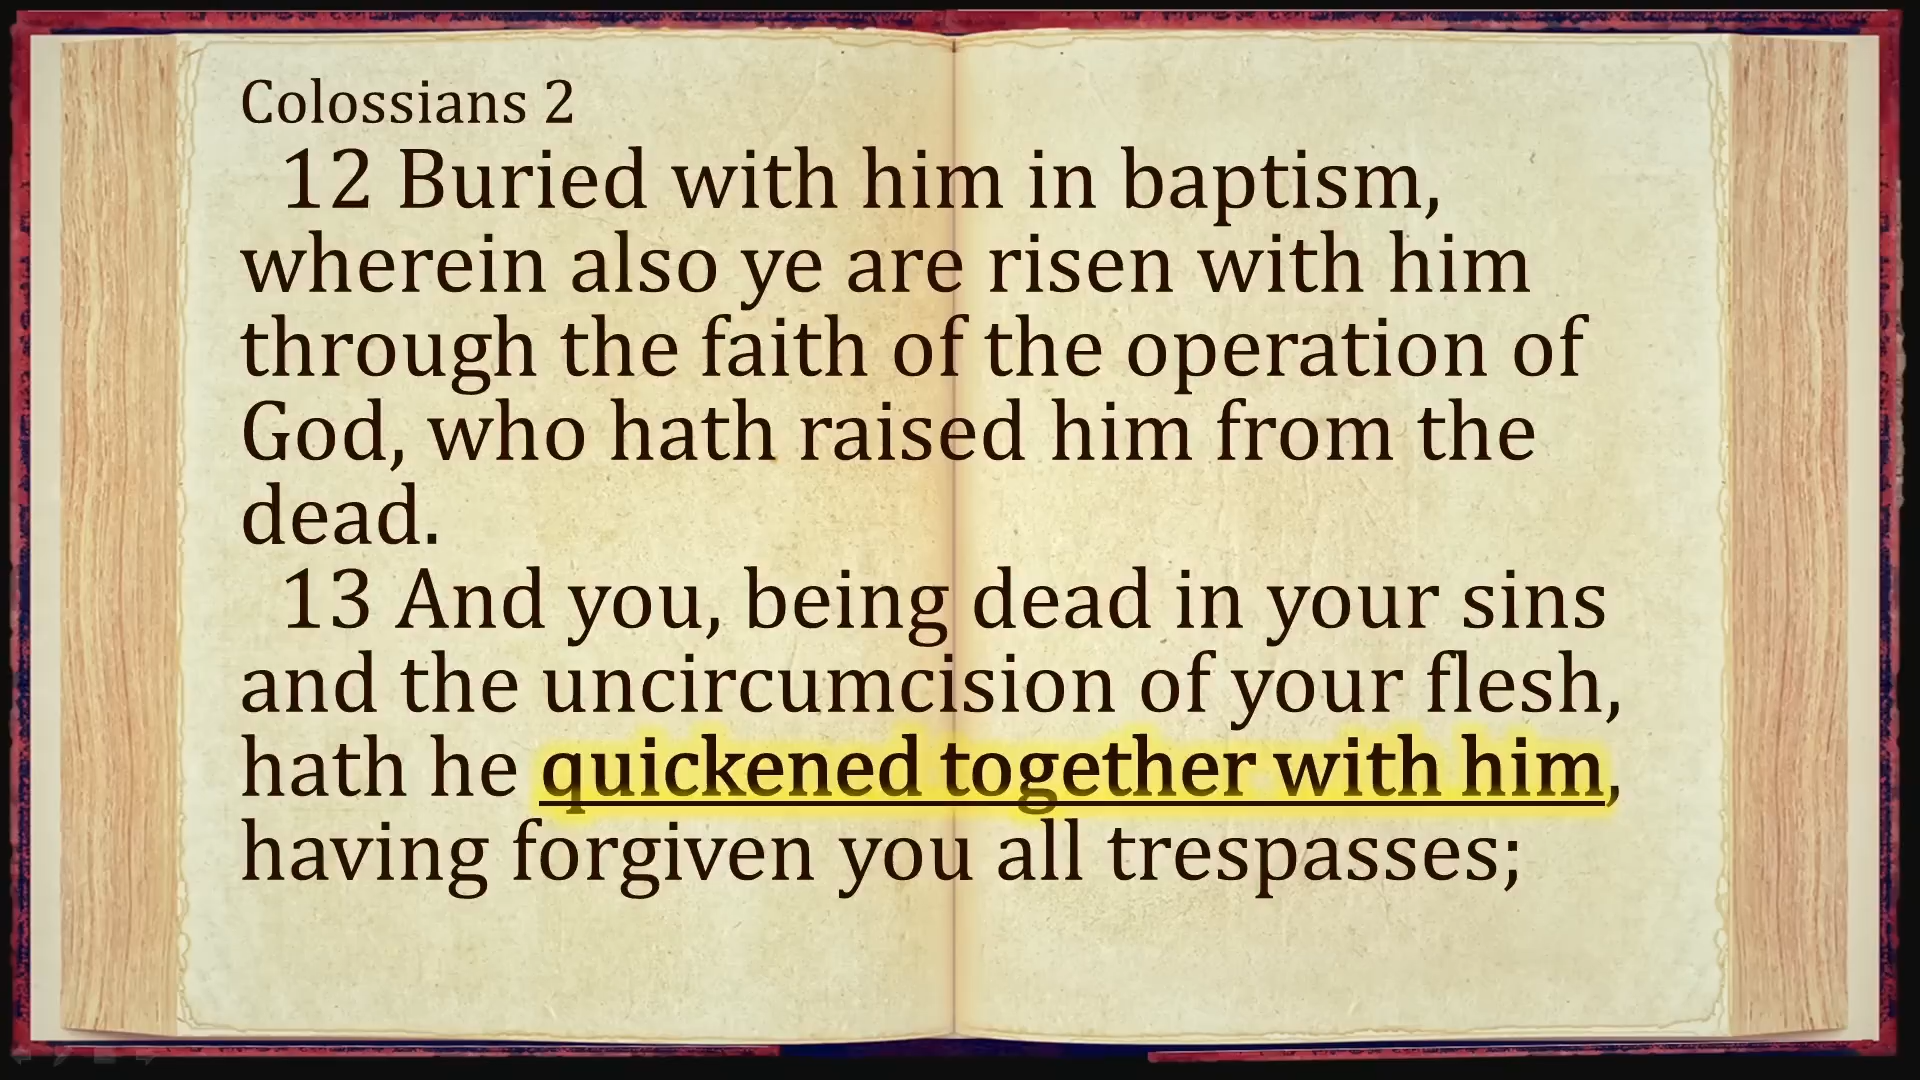 Colossians 2
12 Buried with him in baptism,
wherein also ye are risen with him
through the faith of the operation of
God, who hath raised him from the
dead.
13 And you, being dead in your sins
and the uncircumcision of your flesh,
hath he quickened together with him,
having forgiven you all trespasses;